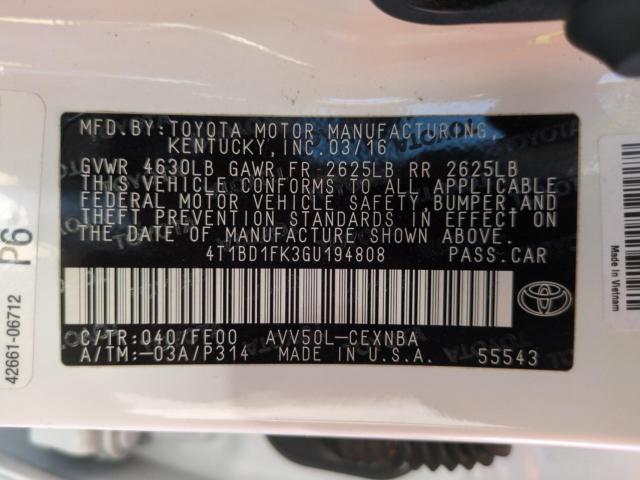 MFD.BY:TOYOTA MOTOR MANUFACTURING,
KENTUCKY,INC.03/16
GVWR 4630LB GAWR FR 2625LB RR 2625LB
THIS VEHICLE CONFORMS TO ALL APPLICABLE
FEDERAL MOTOR VEHICLE SAFETY,BUMPER AND
THEFT PREVENTION STANDARDS IN EFFECT ON
THE DATE OF MANUFACTURE SHOWN ABOVE.
4T1BD1FK3GU194808 PASS.CAR
C/TR:040/FE00 AVV50L-CEXNBA
A/TM:-03A/P314 MADE IN U.S.A. 55543
TOYOTA
42661-06712 P6
Made in Vietnam